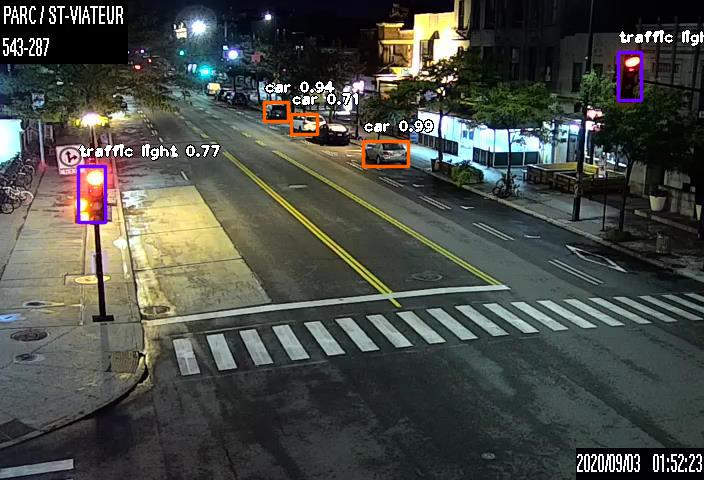 PARC / ST-VIATEUR
543-287
traffic ligh
car 0.94
car 0.71
car 0.99
traffic light 0.77
2020/09/03 01:52:23